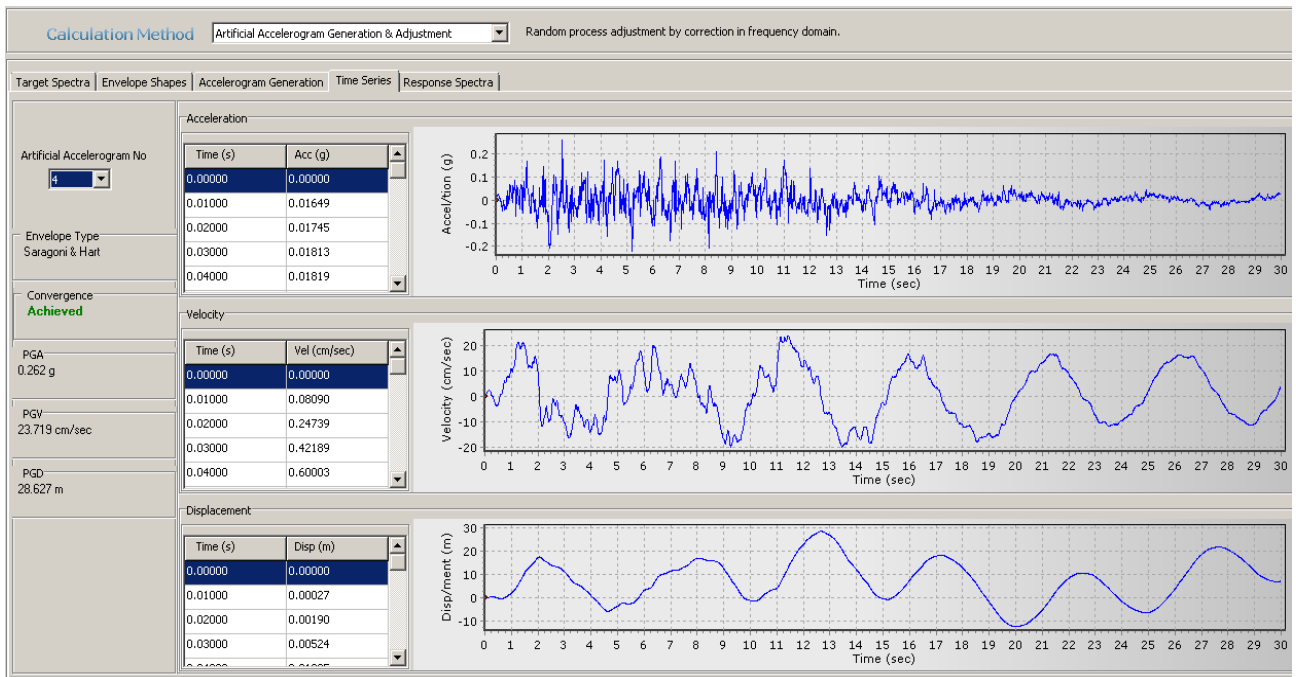 Calculation Method Artificial Accelerogram Generation & Adjustment Random process adjustment by correction in frequency domain.
Target Spectra Envelope Shapes Accelerogram Generation Time Series Response Spectra
Artificial Accelerogram No
4
Envelope Type
Saragoni & Hart
Convergence
Achieved
PGA
0.262 g
PGV
23.719 cm/sec
PGD
28.627 m
Acceleration
Time (s) Acc (g)
0.00000 0.00000
0.01000 0.01649
0.02000 0.01745
0.03000 0.01813
0.04000 0.01819
Accel/tion (g)
0.2
0.1
0
-0.1
-0.2
0 1 2 3 4 5 6 7 8 9 10 11 12 13 14 15 16 17 18 19 20 21 22 23 24 25 26 27 28 29 30
Time (sec)
Velocity
Time (s) Vel (cm/sec)
0.00000 0.00000
0.01000 0.08090
0.02000 0.24739
0.03000 0.42189
0.04000 0.60003
Velocity (cm/sec)
20
10
0
-10
-20
0 1 2 3 4 5 6 7 8 9 10 11 12 13 14 15 16 17 18 19 20 21 22 23 24 25 26 27 28 29 30
Time (sec)
Displacement
Time (s) Disp (m)
0.00000 0.00000
0.01000 0.00027
0.02000 0.00190
0.03000 0.00524
Disp/ment (m)
30
20
10
0
-10
0 1 2 3 4 5 6 7 8 9 10 11 12 13 14 15 16 17 18 19 20 21 22 23 24 25 26 27 28 29 30
Time (sec)